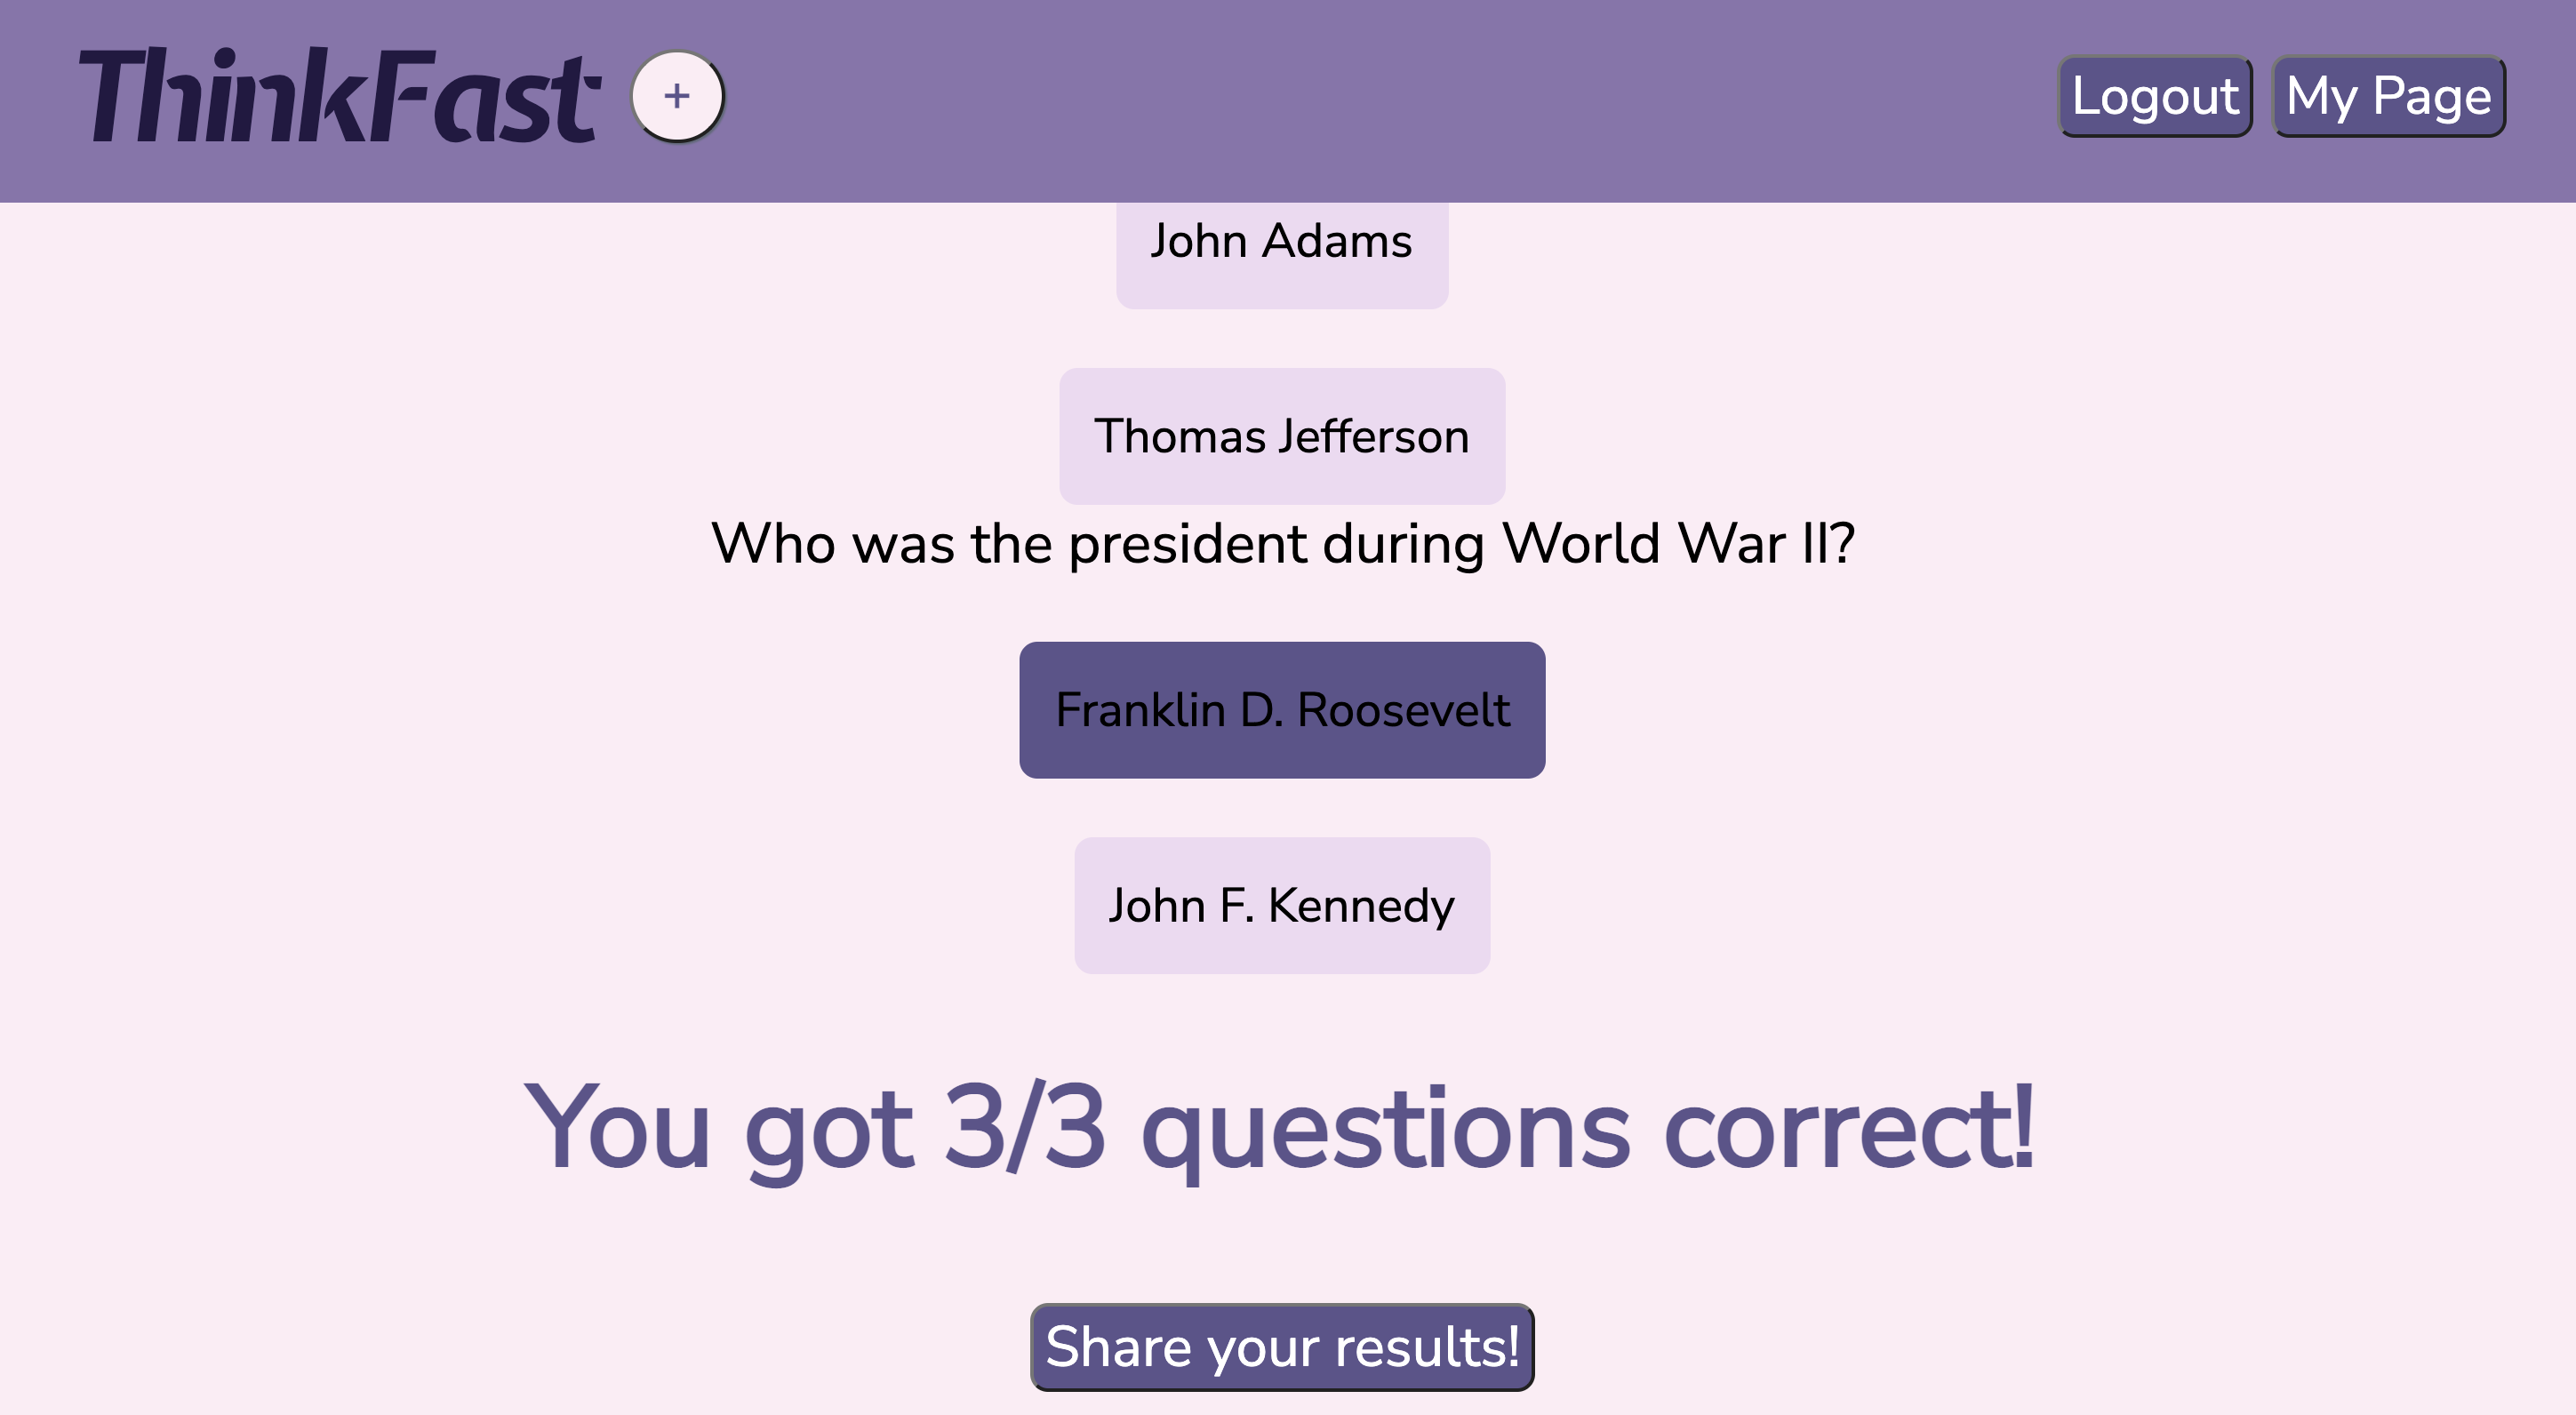 ThinkFast + Logout My Page
John Adams
Thomas Jefferson
Who was the president during World War II?
Franklin D. Roosevelt
John F. Kennedy
You got 3/3 questions correct!
Share your results!